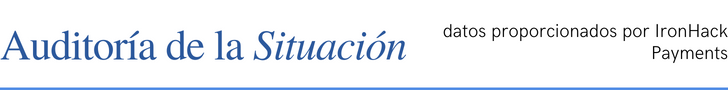 Auditoría de la Situación
datos proporcionados por IronHack
Payments